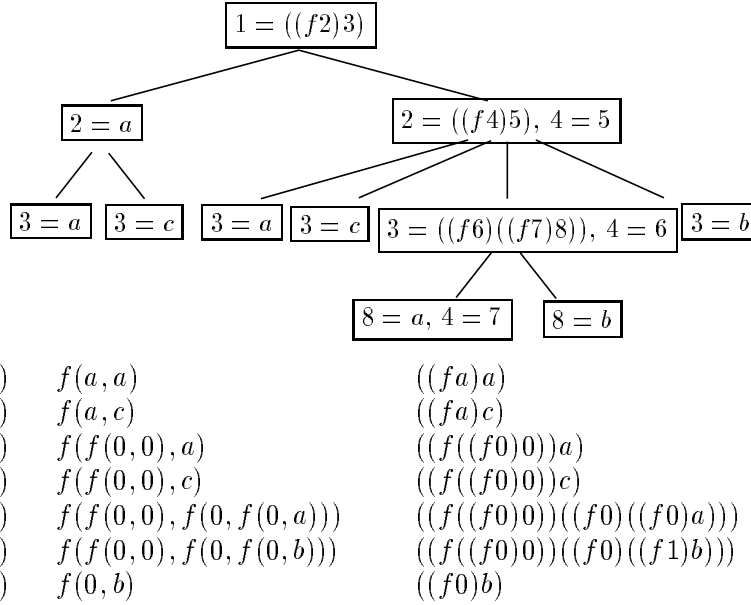 1 = ((f2)3)
2 = a
2 = ((f4)5), 4 = 5
3 = a
3 = c
3 = a
3 = c
3 = ((f6)((f7)8)), 4 = 6
3 = b
8 = a, 4 = 7
8 = b
) f(a, a) ((fa)a)
) f(a, c) ((fa)c)
) f(f(0, 0), a) ((f((f0)0))a)
) f(f(0, 0), c) ((f((f0)0))c)
) f(f(0, 0), f(0, f(0, a))) ((f((f0)0))((f0)((f0)a)))
) f(f(0, 0), f(0, f(0, b))) ((f((f0)0))((f0)((f1)b)))
) f(0, b) ((f0)b)